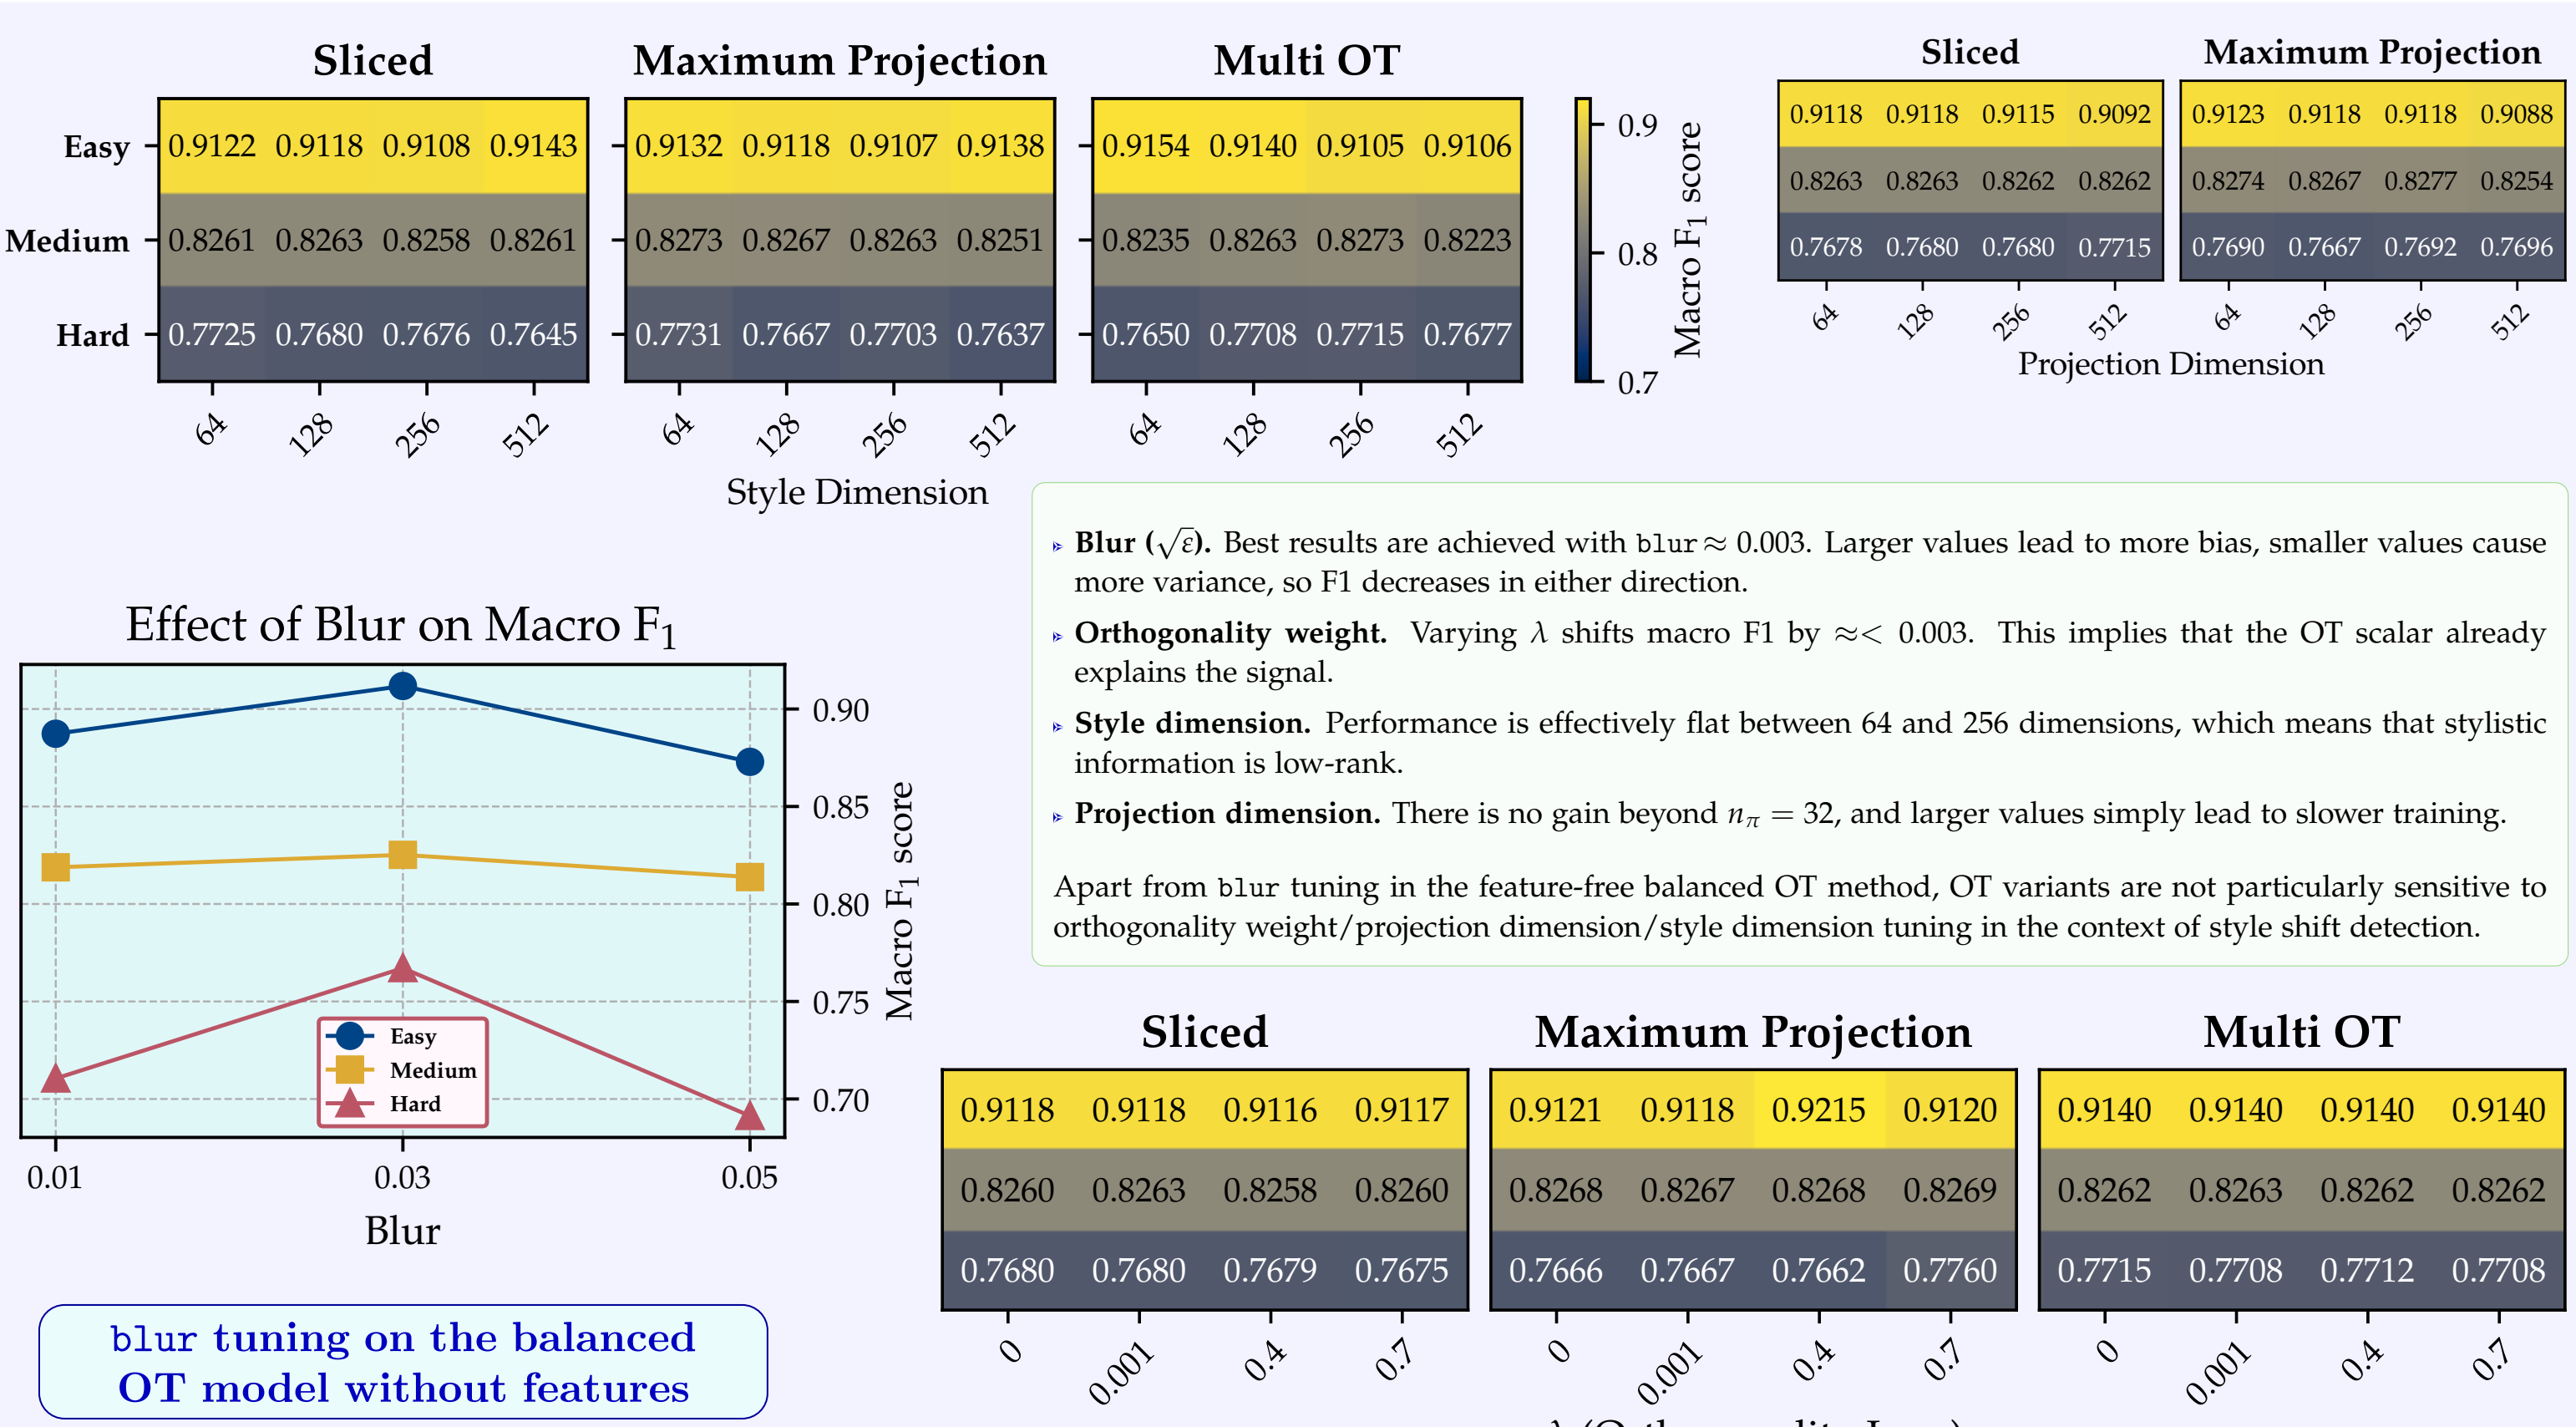 Sliced
Maximum Projection
Multi OT
Easy 0.9122 0.9118 0.9108 0.9143 0.9132 0.9118 0.9107 0.9138 0.9154 0.9140 0.9105 0.9106
Medium 0.8261 0.8263 0.8258 0.8261 0.8273 0.8267 0.8263 0.8251 0.8235 0.8263 0.8273 0.8223
Hard 0.7725 0.7680 0.7676 0.7645 0.7731 0.7667 0.7703 0.7637 0.7650 0.7708 0.7715 0.7677
64 128 256 512 64 128 256 512 64 128 256 512
Style Dimension
0.9
0.8
0.7
Macro F₁ score
Sliced
Maximum Projection
0.9118 0.9118 0.9115 0.9092 0.9123 0.9118 0.9118 0.9088
0.8263 0.8263 0.8262 0.8262 0.8274 0.8267 0.8277 0.8254
0.7678 0.7680 0.7680 0.7715 0.7690 0.7667 0.7692 0.7696
64 128 256 512 64 128 256 512
Projection Dimension
Blur (√ε). Best results are achieved with blur ≈ 0.003. Larger values lead to more bias, smaller values cause
more variance, so F1 decreases in either direction.
Orthogonality weight. Varying λ shifts macro F1 by ≈< 0.003. This implies that the OT scalar already
explains the signal.
Style dimension. Performance is effectively flat between 64 and 256 dimensions, which means that stylistic
information is low-rank.
Projection dimension. There is no gain beyond nπ = 32, and larger values simply lead to slower training.
Apart from blur tuning in the feature-free balanced OT method, OT variants are not particularly sensitive to
orthogonality weight/projection dimension/style dimension tuning in the context of style shift detection.
Effect of Blur on Macro F₁
0.90
0.85
0.80
0.75
0.70
Macro F₁ score
Easy
Medium
Hard
0.01 0.03 0.05
Blur
blur tuning on the balanced
OT model without features
Sliced
Maximum Projection
Multi OT
0.9118 0.9118 0.9116 0.9117 0.9121 0.9118 0.9215 0.9120 0.9140 0.9140 0.9140 0.9140
0.8260 0.8263 0.8258 0.8260 0.8268 0.8267 0.8268 0.8269 0.8262 0.8263 0.8262 0.8262
0.7680 0.7680 0.7679 0.7675 0.7666 0.7667 0.7662 0.7760 0.7715 0.7708 0.7712 0.7708
0 0.001 0.4 0.7 0 0.001 0.4 0.7 0 0.001 0.4 0.7